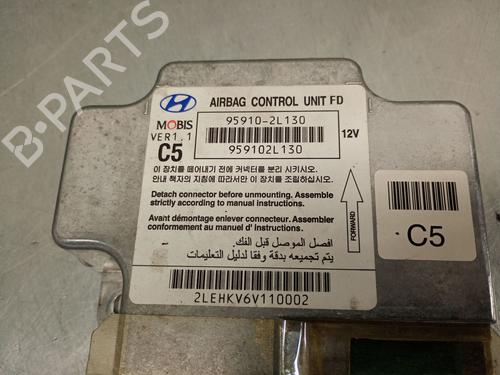 B-PARTS
HYUNDAI
AIRBAG CONTROL UNIT FD
MOBIS
VER1.1
C5
95910-2L130
959102L130
12V
이 장치를 떼어내기 전에 커넥터를 분리 시키시오.
안내 책자의 지침에 따라서만 이 장치를 조립하십시오.
Detach connector before unmounting. Assemble
strictly according to manual instructions.
Avant démontage enlever connecteur. Assembler
conformement au manuel d' instructions.
افصل الموصل قبل الفك.
يتم تجميعه بدقة وفقا لدليل التعليمات
FORWARD
2LEHKV6V110002
C5